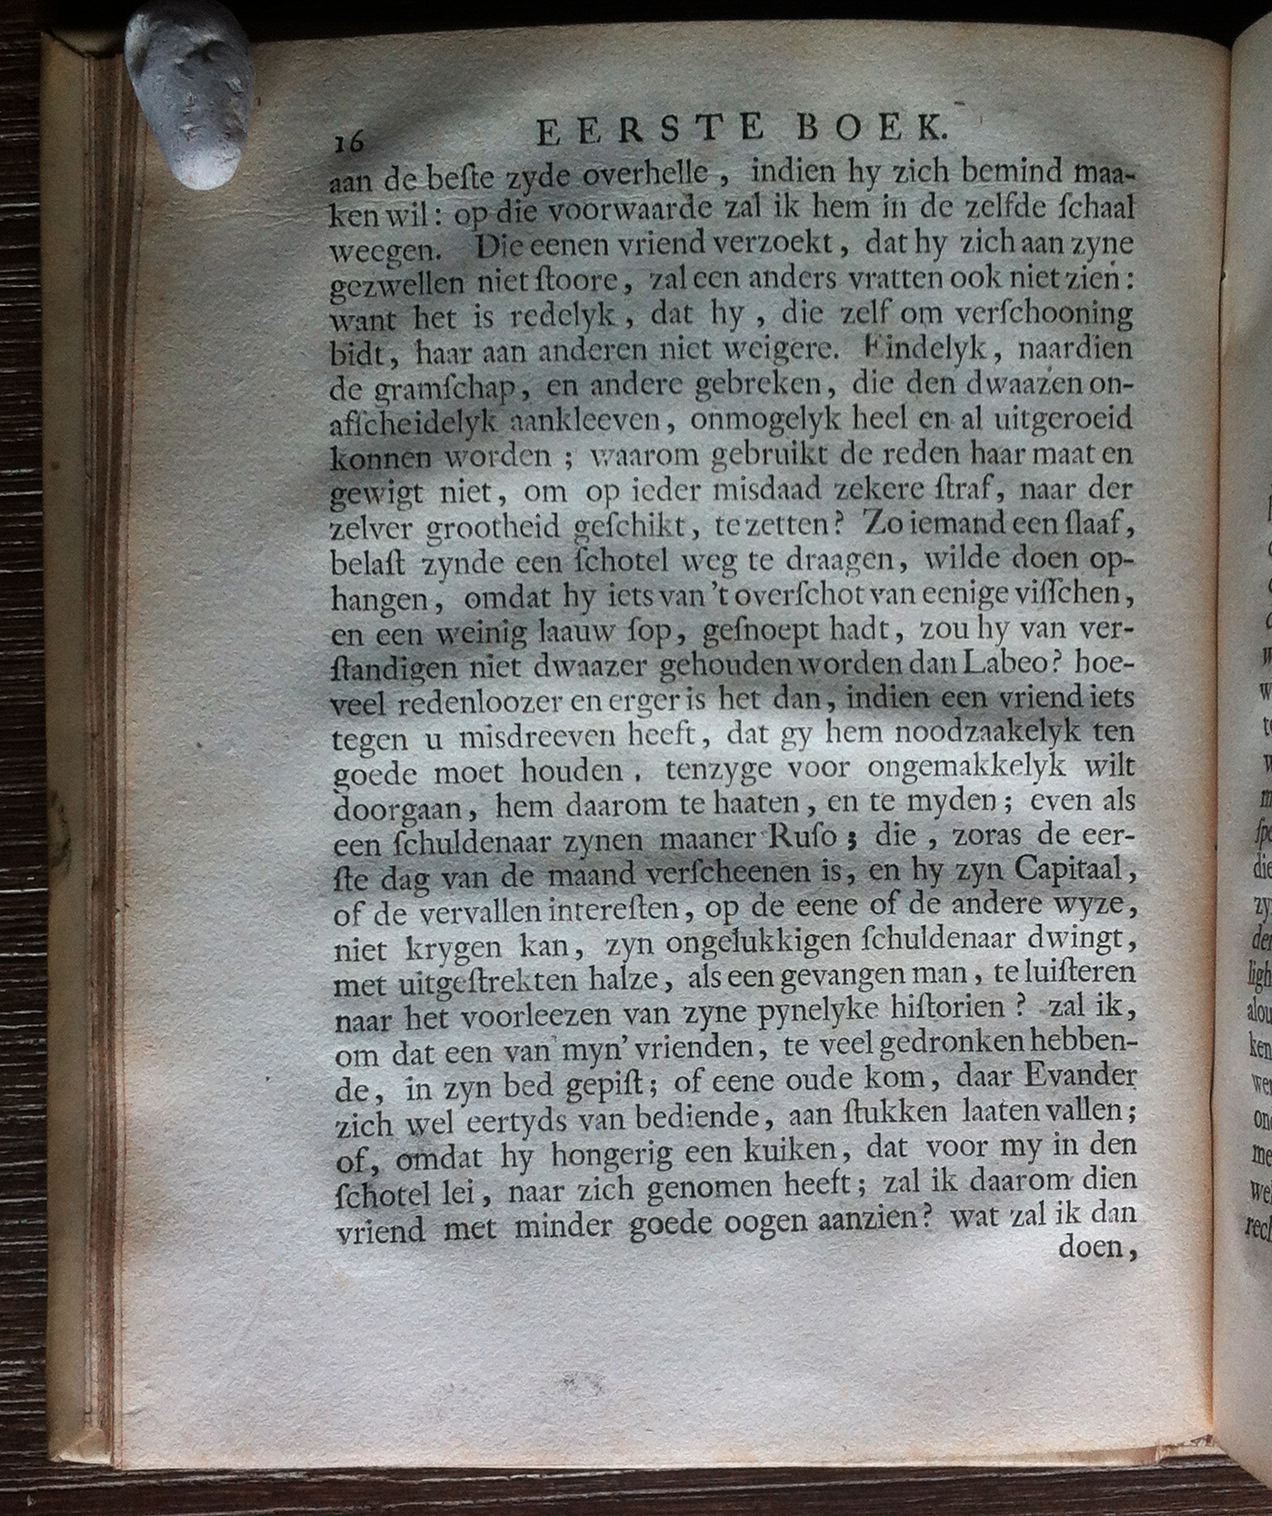 16 EERSTE BOEK.
aan de beſte zyde overhelle , indien hy zich bemind maa-
ken wil: op die voorwaarde zal ik hem in de zelfde ſchaal
weegen. Die eenen vriend verzoekt, dat hy zich aan zyne
gezwellen niet ſtoore, zal een anders vratten ook niet zien:
want het is redelyk, dat hy , die zelf om verſchooning
bidt, haar aan anderen niet weigere. Eindelyk, naardien
de gramſchap, en andere gebreken, die den dwaazen on-
afſcheidelyk aankleeven, onmogelyk heel en al uitgeroeid
konnen worden ; waarom gebruikt de reden haar maat en
gewigt niet, om op ieder misdaad zekere ſtraf, naar der
zelver grootheid geſchikt, te zetten? Zo iemand een ſlaaf,
belaſt zynde een ſchotel weg te draagen, wilde doen op-
hangen, omdat hy iets van 't overſchot van eenige viſſchen,
en een weinig laauw ſop, geſnoept hadt, zou hy van ver-
ſtandigen niet dwaazer gehouden worden dan Labeo? hoe-
veel redenloozer en erger is het dan, indien een vriend iets
tegen u misdreeven heeft, dat gy hem noodzaakelyk ten
goede moet houden , tenzyge voor ongemakkelyk wilt
doorgaan, hem daarom te haaten, en te myden; even als
een ſchuldenaar zynen maaner Ruſo ; die , zoras de eer-
ſte dag van de maand verſcheenen is, en hy zyn Capitaal,
of de vervallen intereſten, op de eene of de andere wyze,
niet krygen kan, zyn ongelukkigen ſchuldenaar dwingt,
met uitgeſtrekten halze, als een gevangen man, te luiſteren
naar het voorleezen van zyne pynelyke hiſtorien ? zal ik,
om dat een van myn' vrienden, te veel gedronken hebben-
de, in zyn bed gepiſt; of eene oude kom, daar Evander
zich wel eertyds van bediende, aan ſtukken laaten vallen;
of, omdat hy hongerig een kuiken, dat voor my in den
ſchotel lei, naar zich genomen heeft; zal ik daarom dien
vriend met minder goede oogen aanzien? wat zal ik dan
doen,